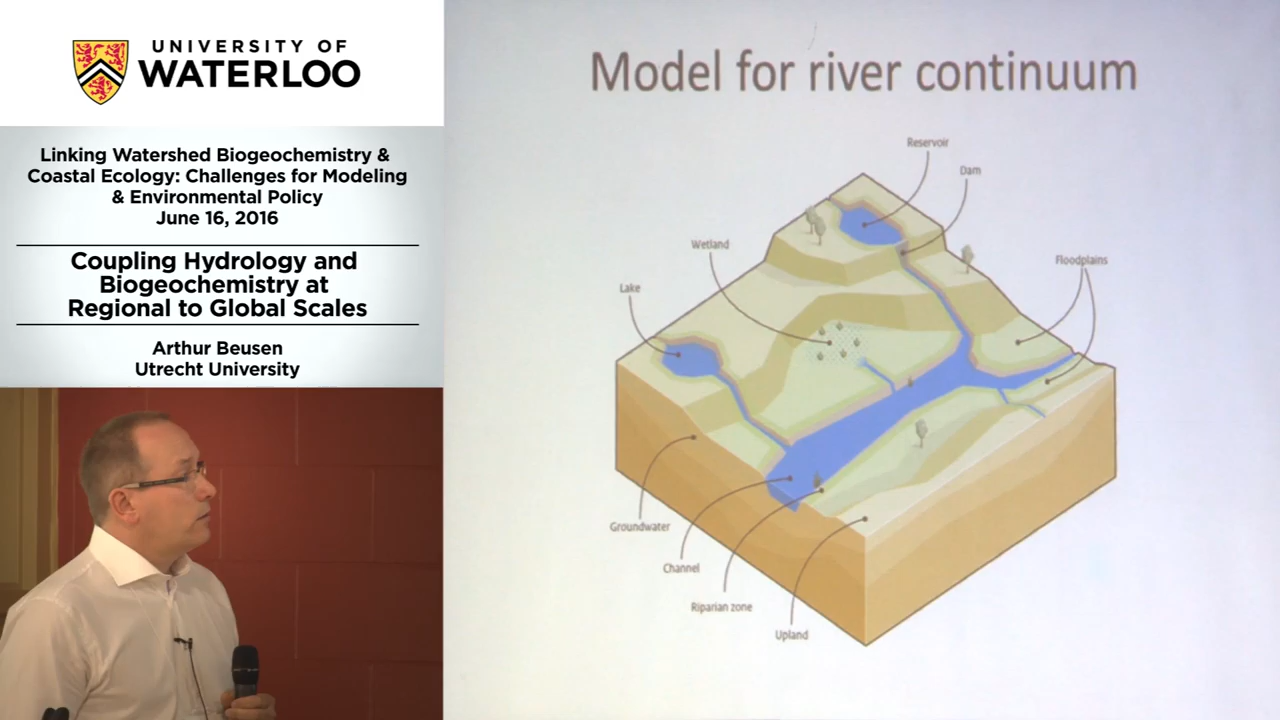 UNIVERSITY OF
WATERLOO
Linking Watershed Biogeochemistry &
Coastal Ecology: Challenges for Modeling
& Environmental Policy
June 16, 2016
Coupling Hydrology and
Biogeochemistry at
Regional to Global Scales
Arthur Beusen
Utrecht University
Model for river continuum
Reservoir
Dam
Wetland
Floodplains
Lake
Groundwater
Channel
Riparian zone
Upland